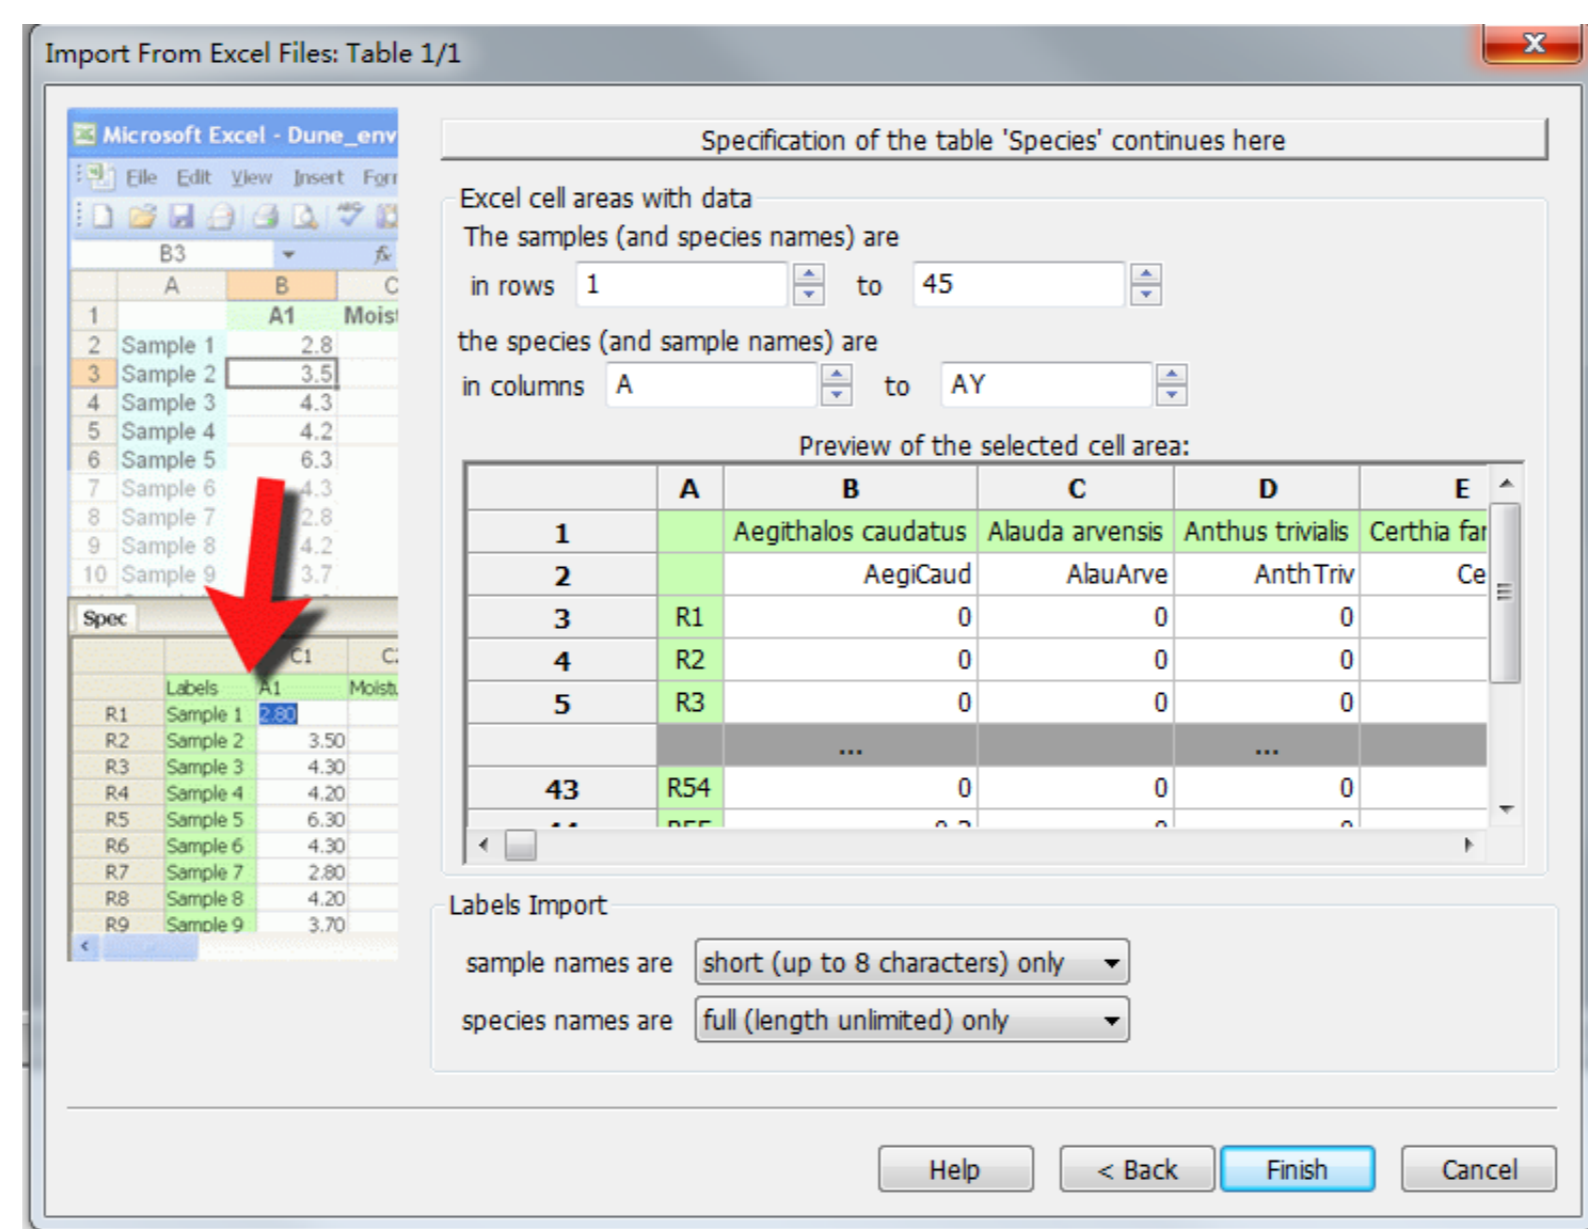 Import From Excel Files: Table 1/1
X
Microsoft Excel - Dune_env
File Edit View Insert
B3 fx
A B C
1 A1
2 Sample 1 2.8
3 Sample 2 3.5
4 Sample 3 4.3
5 Sample 4 4.2
6 Sample 5 6.3
7 Sample 6 4.3
8 Sample 7 2.8
9 Sample 8 4.2
10 Sample 9 3.7
Spec
C1
Labels A1
R1 Sample 1 2.80
R2 Sample 2 3.50
R3 Sample 3 4.30
R4 Sample 4 4.20
R5 Sample 5 6.30
R6 Sample 6 4.30
R7 Sample 7 2.80
R8 Sample 8 4.20
R9 Sample 9 3.70
Specification of the table 'Species' continues here
Excel cell areas with data
The samples (and species names) are
in rows 1 to 45
the species (and sample names) are
in columns A to AY
Preview of the selected cell area:
A B C D E
1 Aegithalos caudatus Alauda arvensis Anthus trivialis Certhia far
2 AegiCaud AlauArve AnthTriv Ce
3 R1 0 0 0
4 R2 0 0 0
5 R3 0 0 0
... ...
43 R54 0 0 0
Labels Import
sample names are short (up to 8 characters) only
species names are full (length unlimited) only
Help < Back Finish Cancel